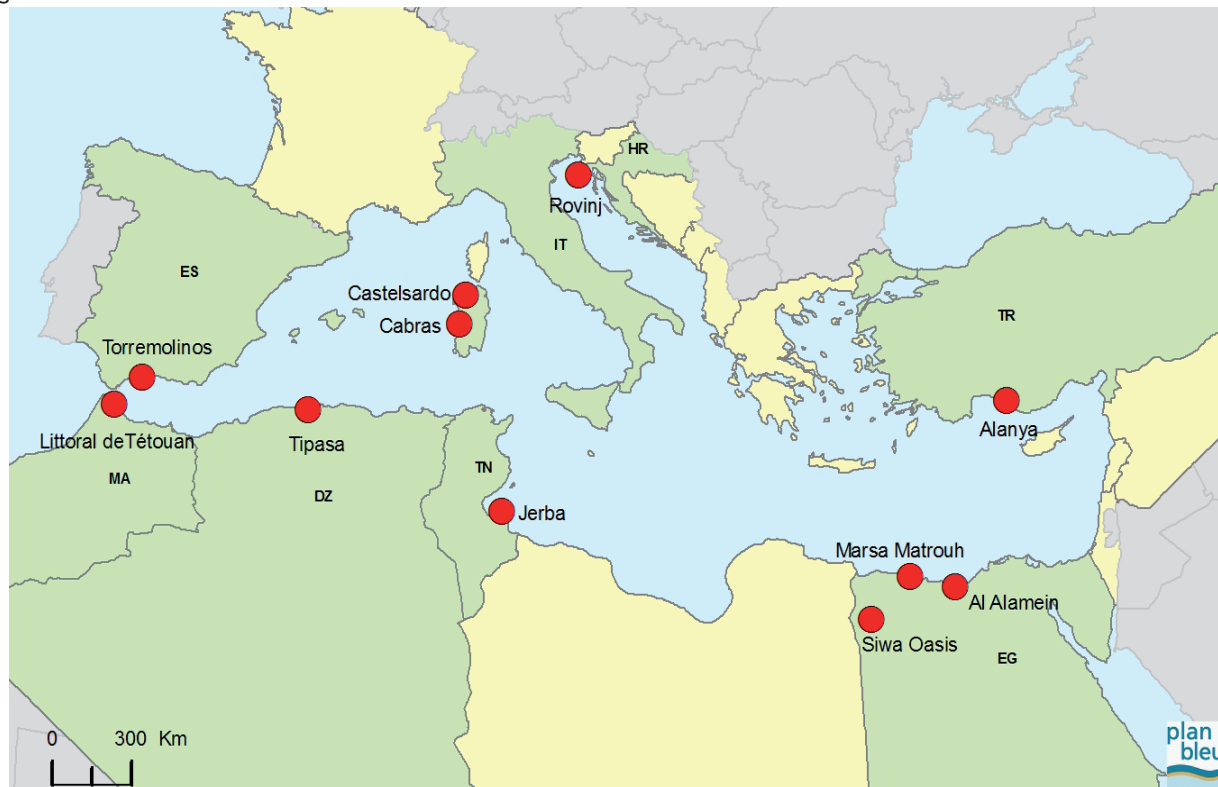 HR
Rovinj
IT
ES
Castelsardo
Cabras
TR
Torremolinos
Alanya
Littoral deTétouan
Tipasa
MA
TN
DZ
Jerba
Marsa Matrouh
Al Alamein
Siwa Oasis
EG
0 300 Km
plan
bleu